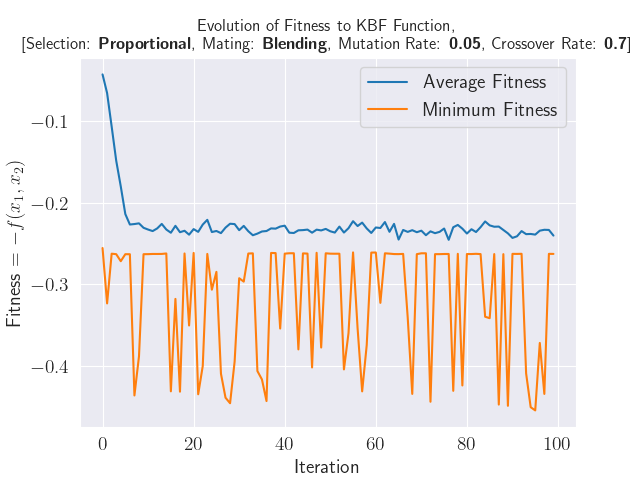 Evolution of Fitness to KBF Function,
[Selection: Proportional, Mating: Blending, Mutation Rate: 0.05, Crossover Rate: 0.7]
Average Fitness
Minimum Fitness
−0.1
−0.2
−0.3
−0.4
Fitness = −f(x₁, x₂)
0 20 40 60 80 100
Iteration